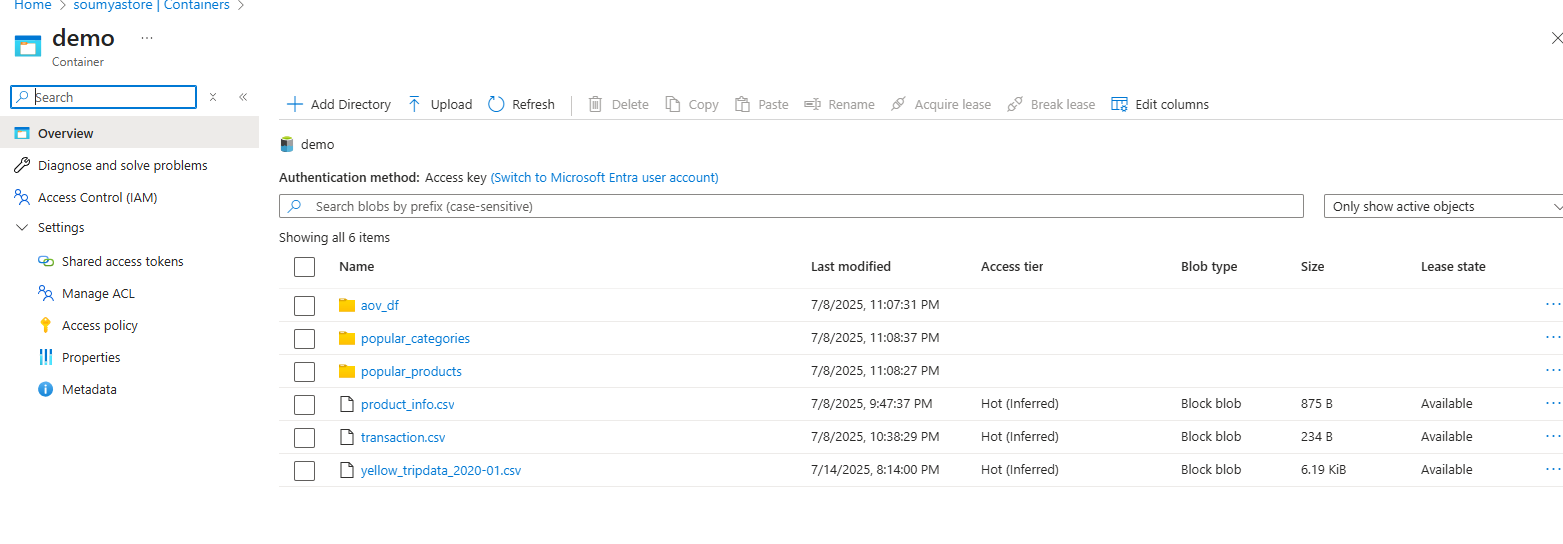 Home > soumyastore | Containers >
demo ...
Container
Search
Overview
Diagnose and solve problems
Access Control (IAM)
Settings
Shared access tokens
Manage ACL
Access policy
Properties
Metadata
Add Directory Upload Refresh Delete Copy Paste Rename Acquire lease Break lease Edit columns
demo
Authentication method: Access key (Switch to Microsoft Entra user account)
Search blobs by prefix (case-sensitive) Only show active objects
Showing all 6 items
Name Last modified Access tier Blob type Size Lease state
aov_df 7/8/2025, 11:07:31 PM ...
popular_categories 7/8/2025, 11:08:37 PM ...
popular_products 7/8/2025, 11:08:27 PM ...
product_info.csv 7/8/2025, 9:47:37 PM Hot (Inferred) Block blob 875 B Available ...
transaction.csv 7/8/2025, 10:38:29 PM Hot (Inferred) Block blob 234 B Available ...
yellow_tripdata_2020-01.csv 7/14/2025, 8:14:00 PM Hot (Inferred) Block blob 6.19 KiB Available ...